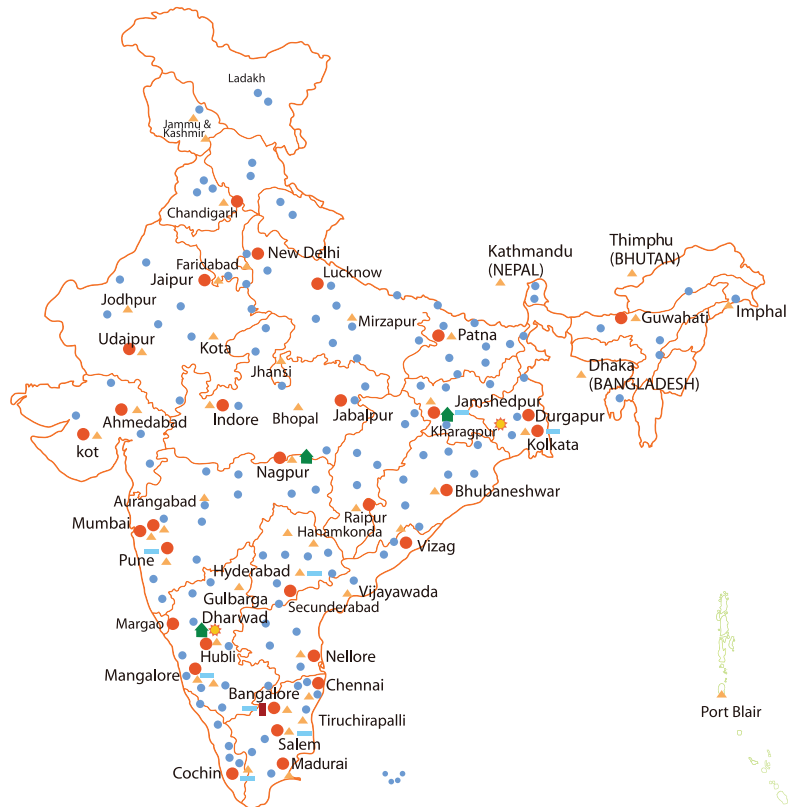 Ladakh
Jammu &
Kashmir
Chandigarh
New Delhi
Faridabad
Jaipur
Lucknow
Kathmandu
(NEPAL)
Thimphu
(BHUTAN)
Jodhpur
Mirzapur
Patna
Guwahati
Imphal
Udaipur
Kota
Jhansi
Dhaka
(BANGLADESH)
Ahmedabad
Indore
Bhopal
Jabalpur
Jamshedpur
Durgapur
Kharagpur
Kolkata
kot
Nagpur
Aurangabad
Bhubaneshwar
Raipur
Mumbai
Hanamkonda
Vizag
Pune
Hyderabad
Gulbarga
Vijayawada
Secunderabad
Dharwad
Margao
Hubli
Nellore
Mangalore
Bangalore
Chennai
Port Blair
Tiruchirapalli
Salem
Madurai
Cochin